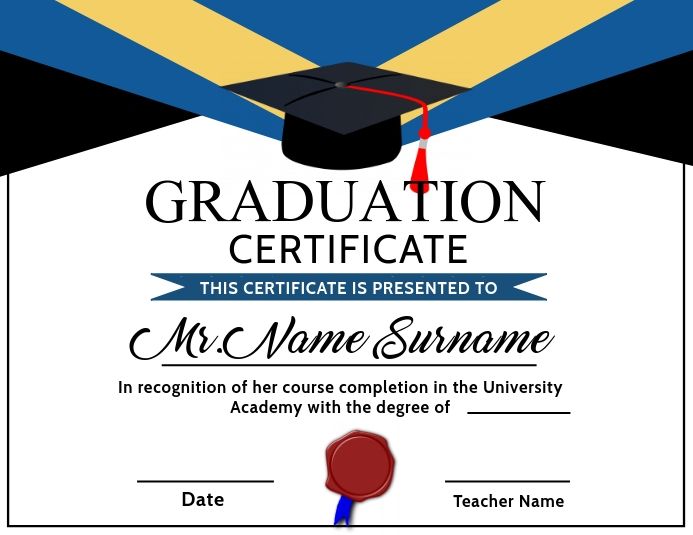 GRADUATION
CERTIFICATE
THIS CERTIFICATE IS PRESENTED TO
Mr.Name Surname
In recognition of her course completion in the University
Academy with the degree of
Date
Teacher Name